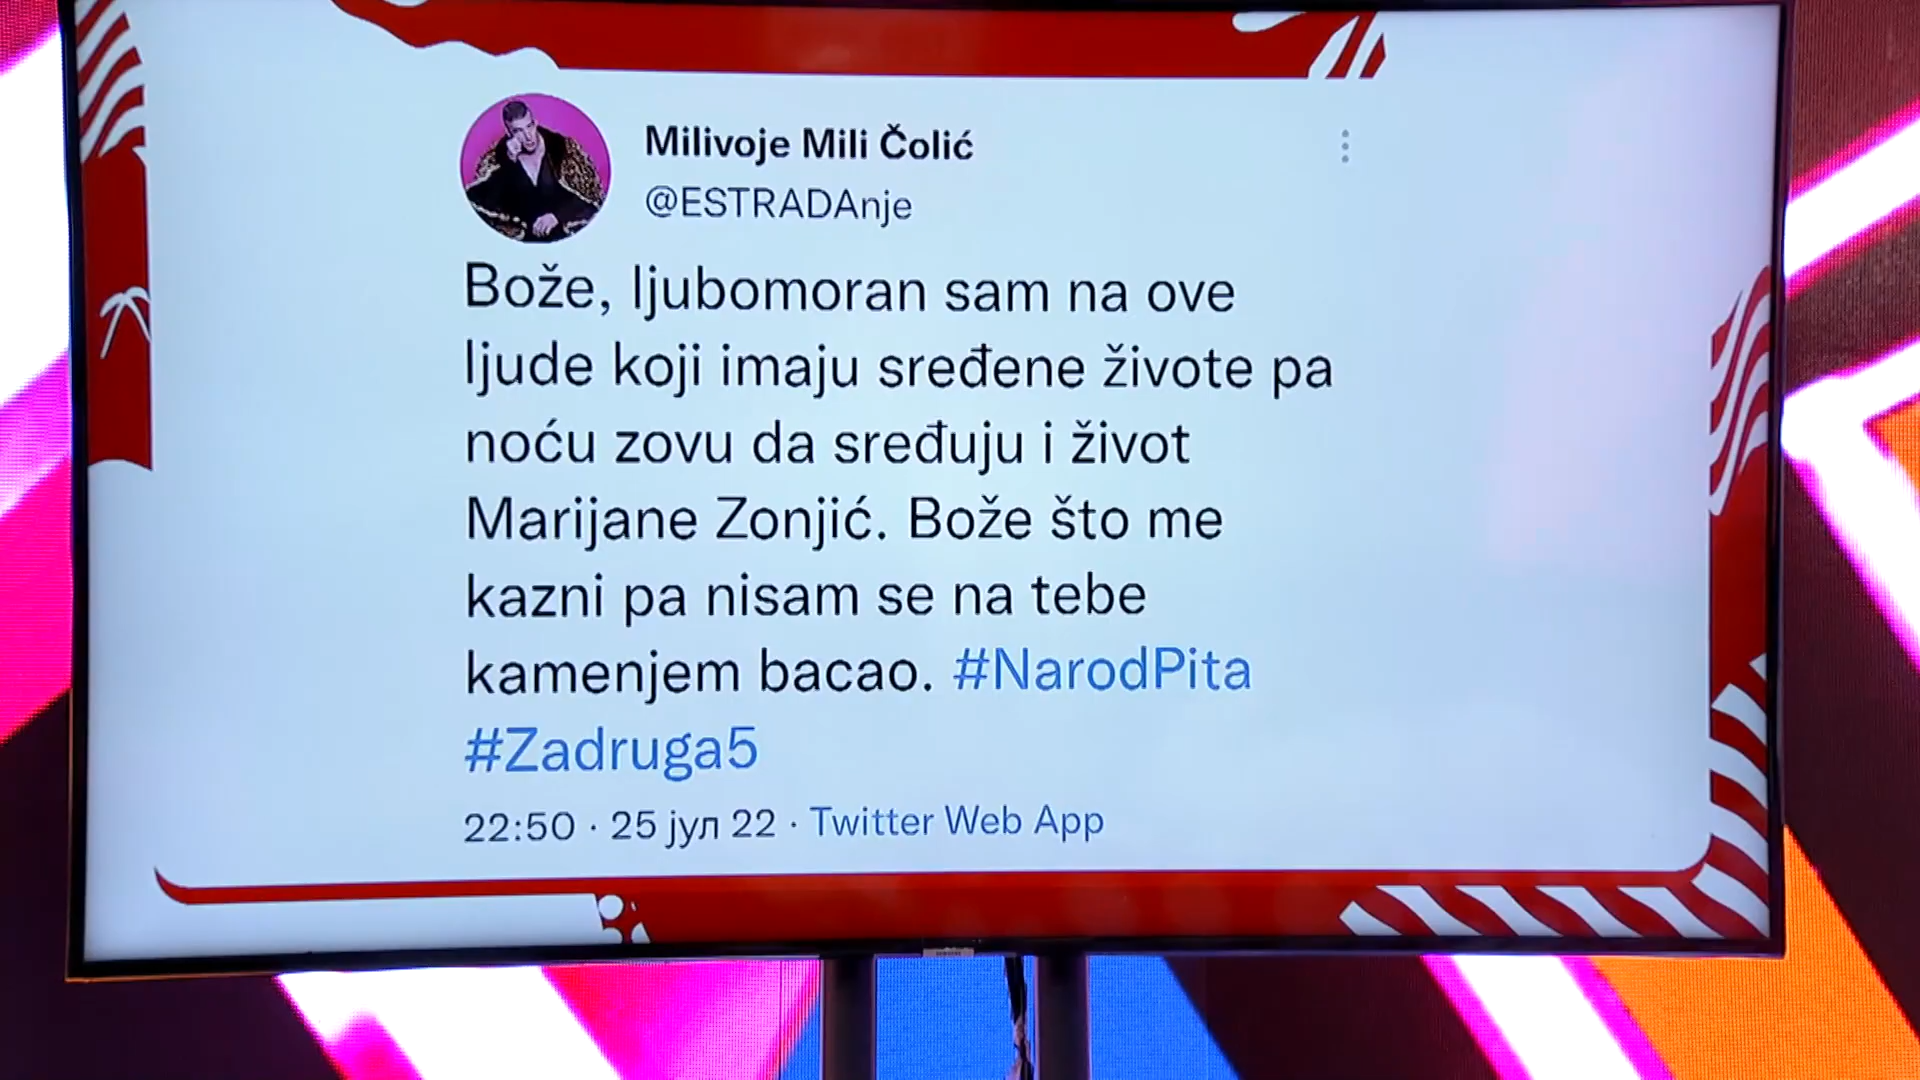 Milivoje Mili Čolić
@ESTRADAnje
Bože, ljubomoran sam na ove
ljude koji imaju sređene živote pa
noću zovu da sređuju i život
Marijane Zonjić. Bože što me
kazni pa nisam se na tebe
kamenjem bacao. #NarodPita
#Zadruga5
22:50 · 25 јул 22 · Twitter Web App